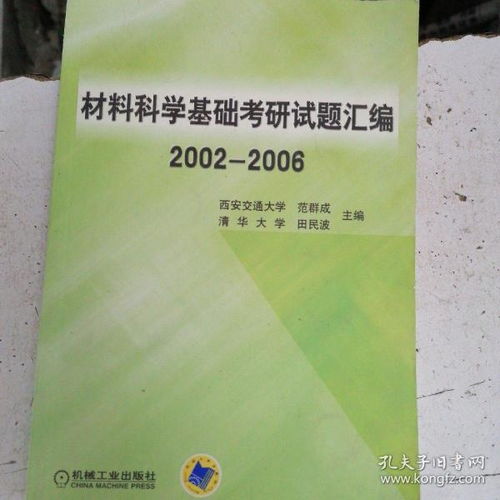 材料科学基础考研试题汇编
2002-2006
西安交通大学 范群成
清华大学 田民波
主编
机械工业出版社
CHINA MACHINE PRESS
孔夫子旧书网
www.kongfz.com